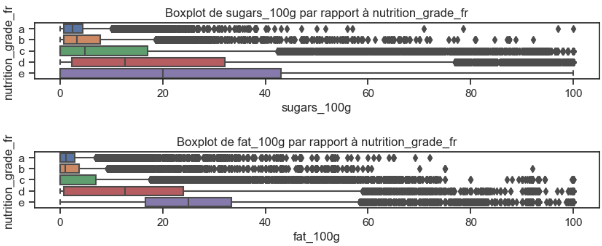 Boxplot de sugars_100g par rapport à nutrition_grade_fr
nutrition_grade_fr
a
b
c
d
e
0
20
40
60
80
100
sugars_100g
Boxplot de fat_100g par rapport à nutrition_grade_fr
nutrition_grade_fr
a
b
c
d
e
0
20
40
60
80
100
fat_100g